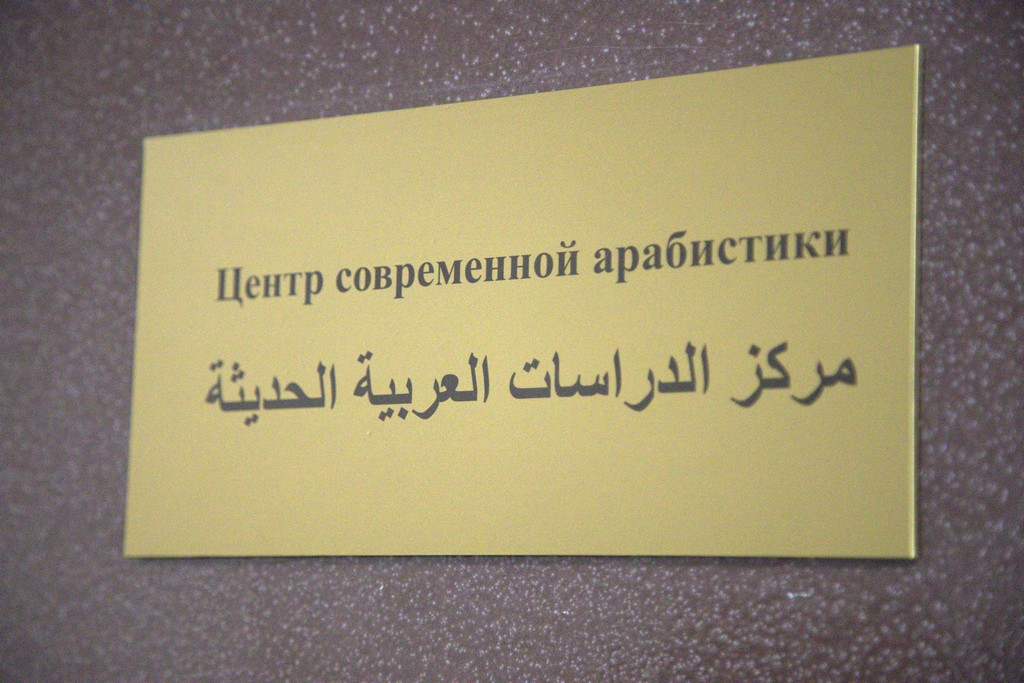 Центр современной арабистики
مركز الدراسات العربية الحديثة